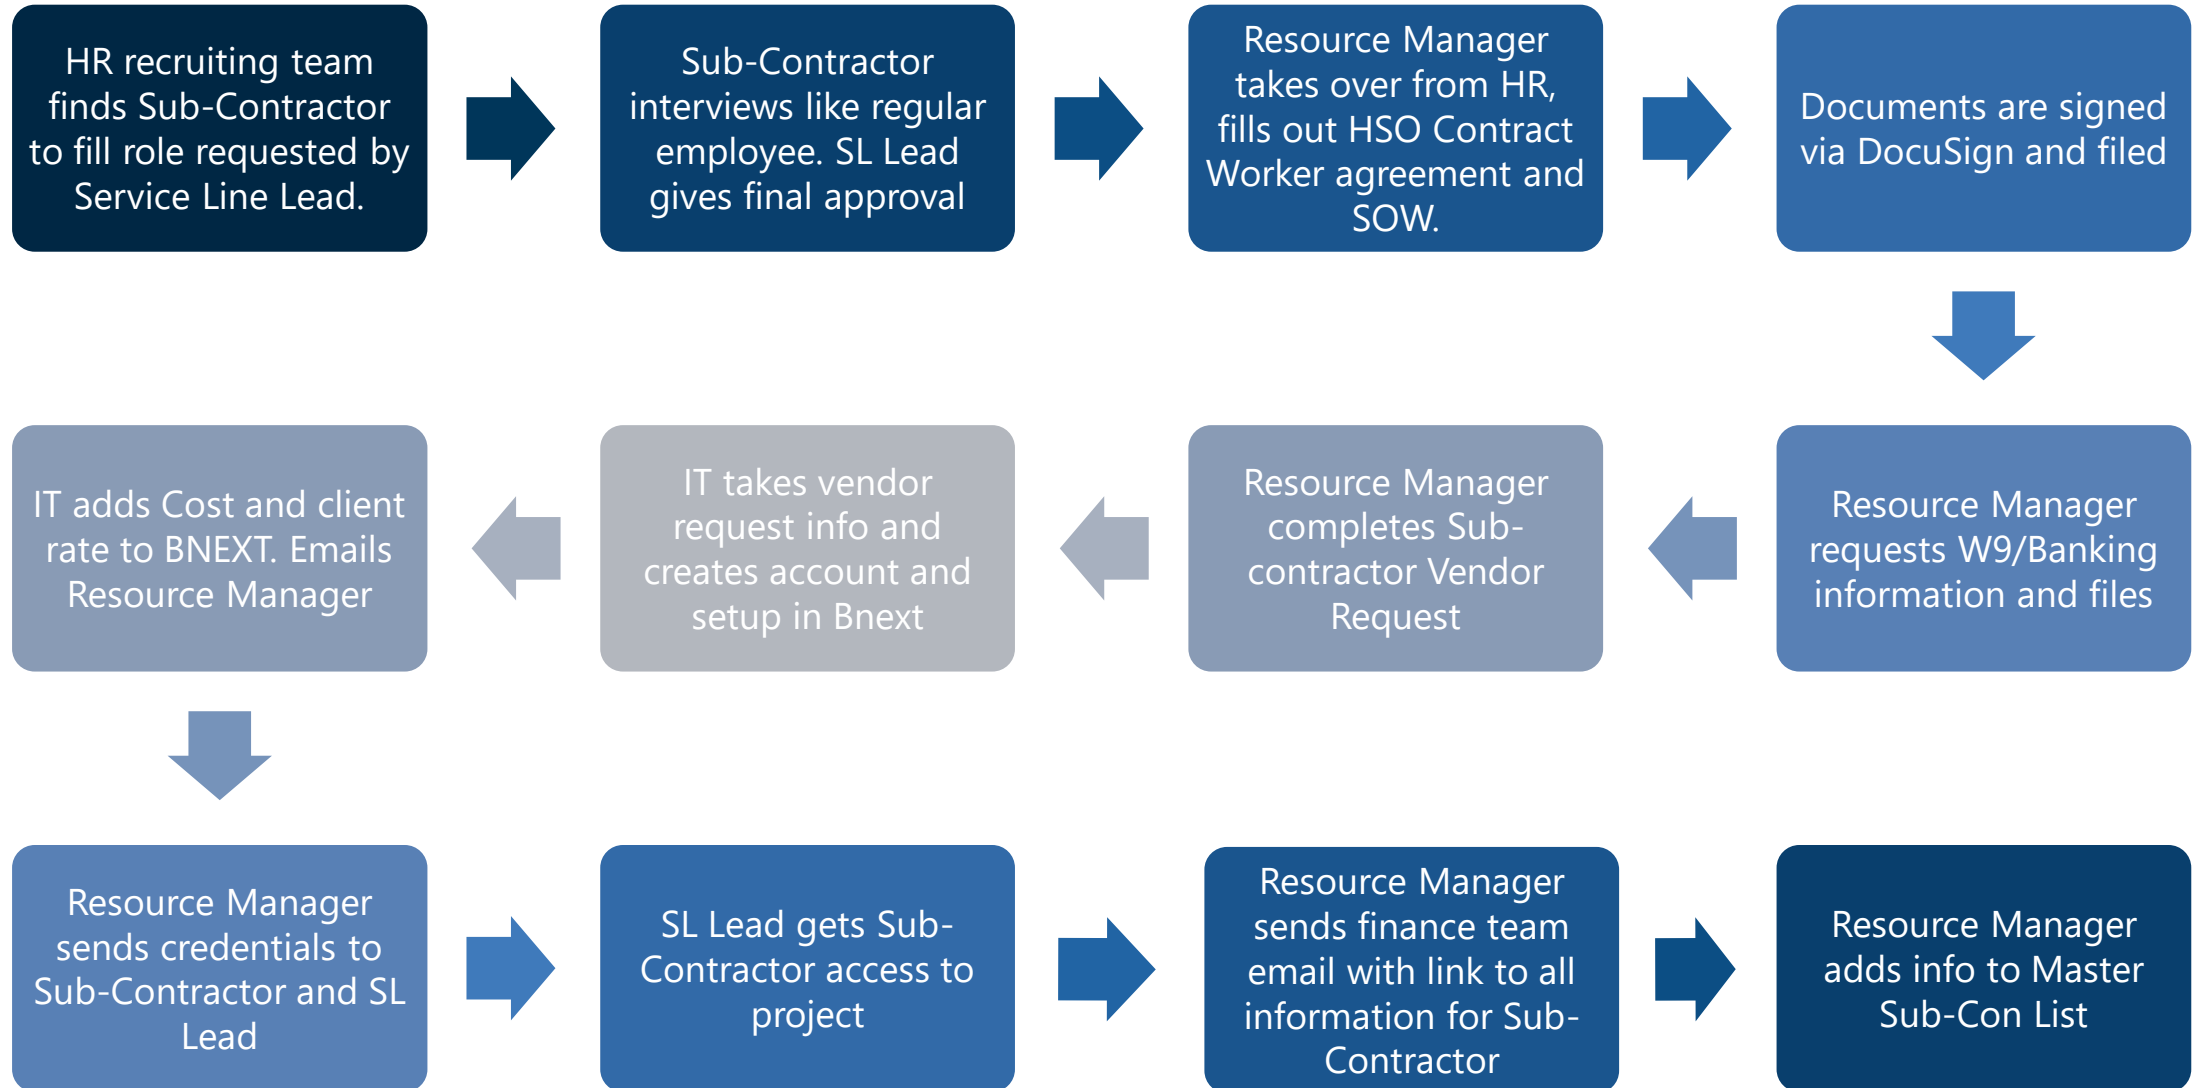 HR recruiting team
finds Sub-Contractor
to fill role requested by
Service Line Lead.
Sub-Contractor
interviews like regular
employee. SL Lead
gives final approval
Resource Manager
takes over from HR,
fills out HSO Contract
Worker agreement and
SOW.
Documents are signed
via DocuSign and filed
Resource Manager
requests W9/Banking
information and files
Resource Manager
completes Sub-
contractor Vendor
Request
IT takes vendor
request info and
creates account and
setup in Bnext
IT adds Cost and client
rate to BNEXT. Emails
Resource Manager
Resource Manager
sends credentials to
Sub-Contractor and SL
Lead
SL Lead gets Sub-
Contractor access to
project
Resource Manager
sends finance team
email with link to all
information for Sub-
Contractor
Resource Manager
adds info to Master
Sub-Con List